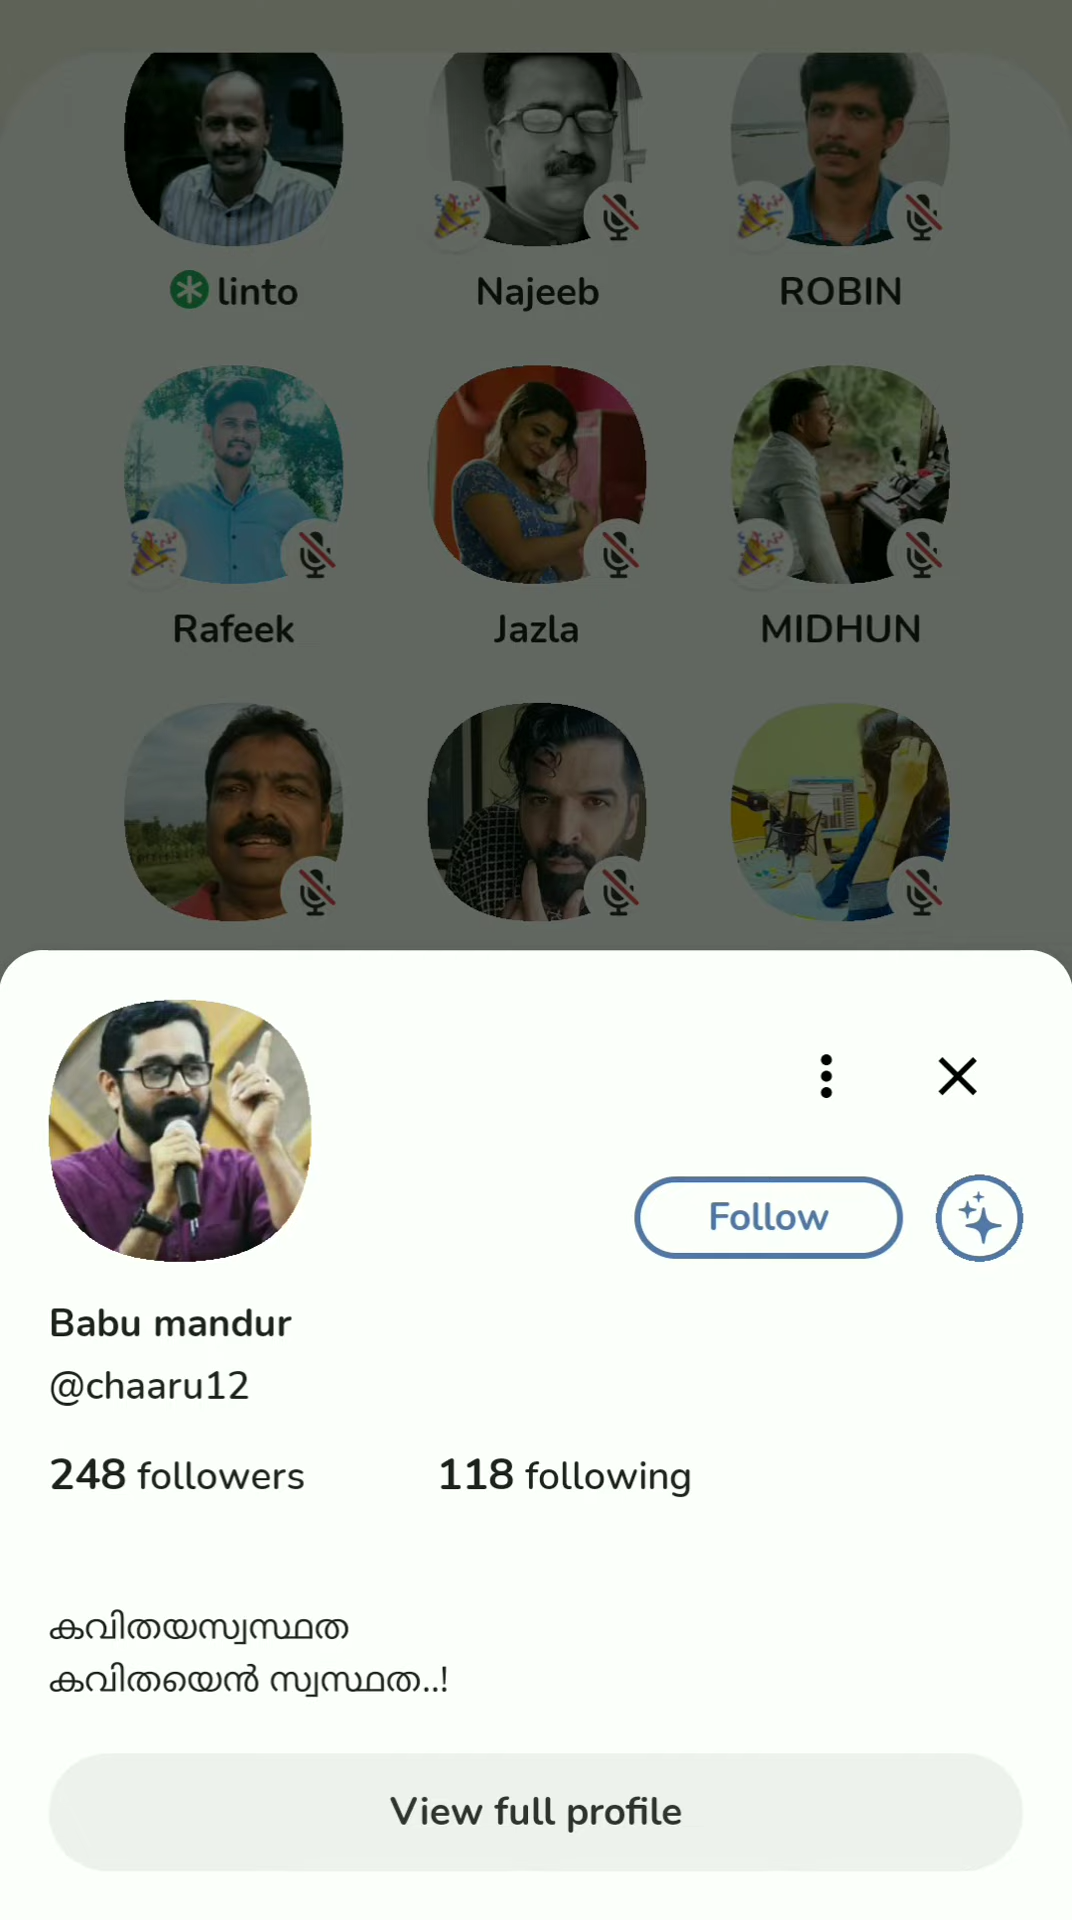 linto
Najeeb
ROBIN
Rafeek
Jazla
MIDHUN
Follow
Babu mandur
@chaaru12
248 followers
118 following
കവിതയസ്വസ്ഥത
കവിതയെൻ സ്വസ്ഥത..!
View full profile